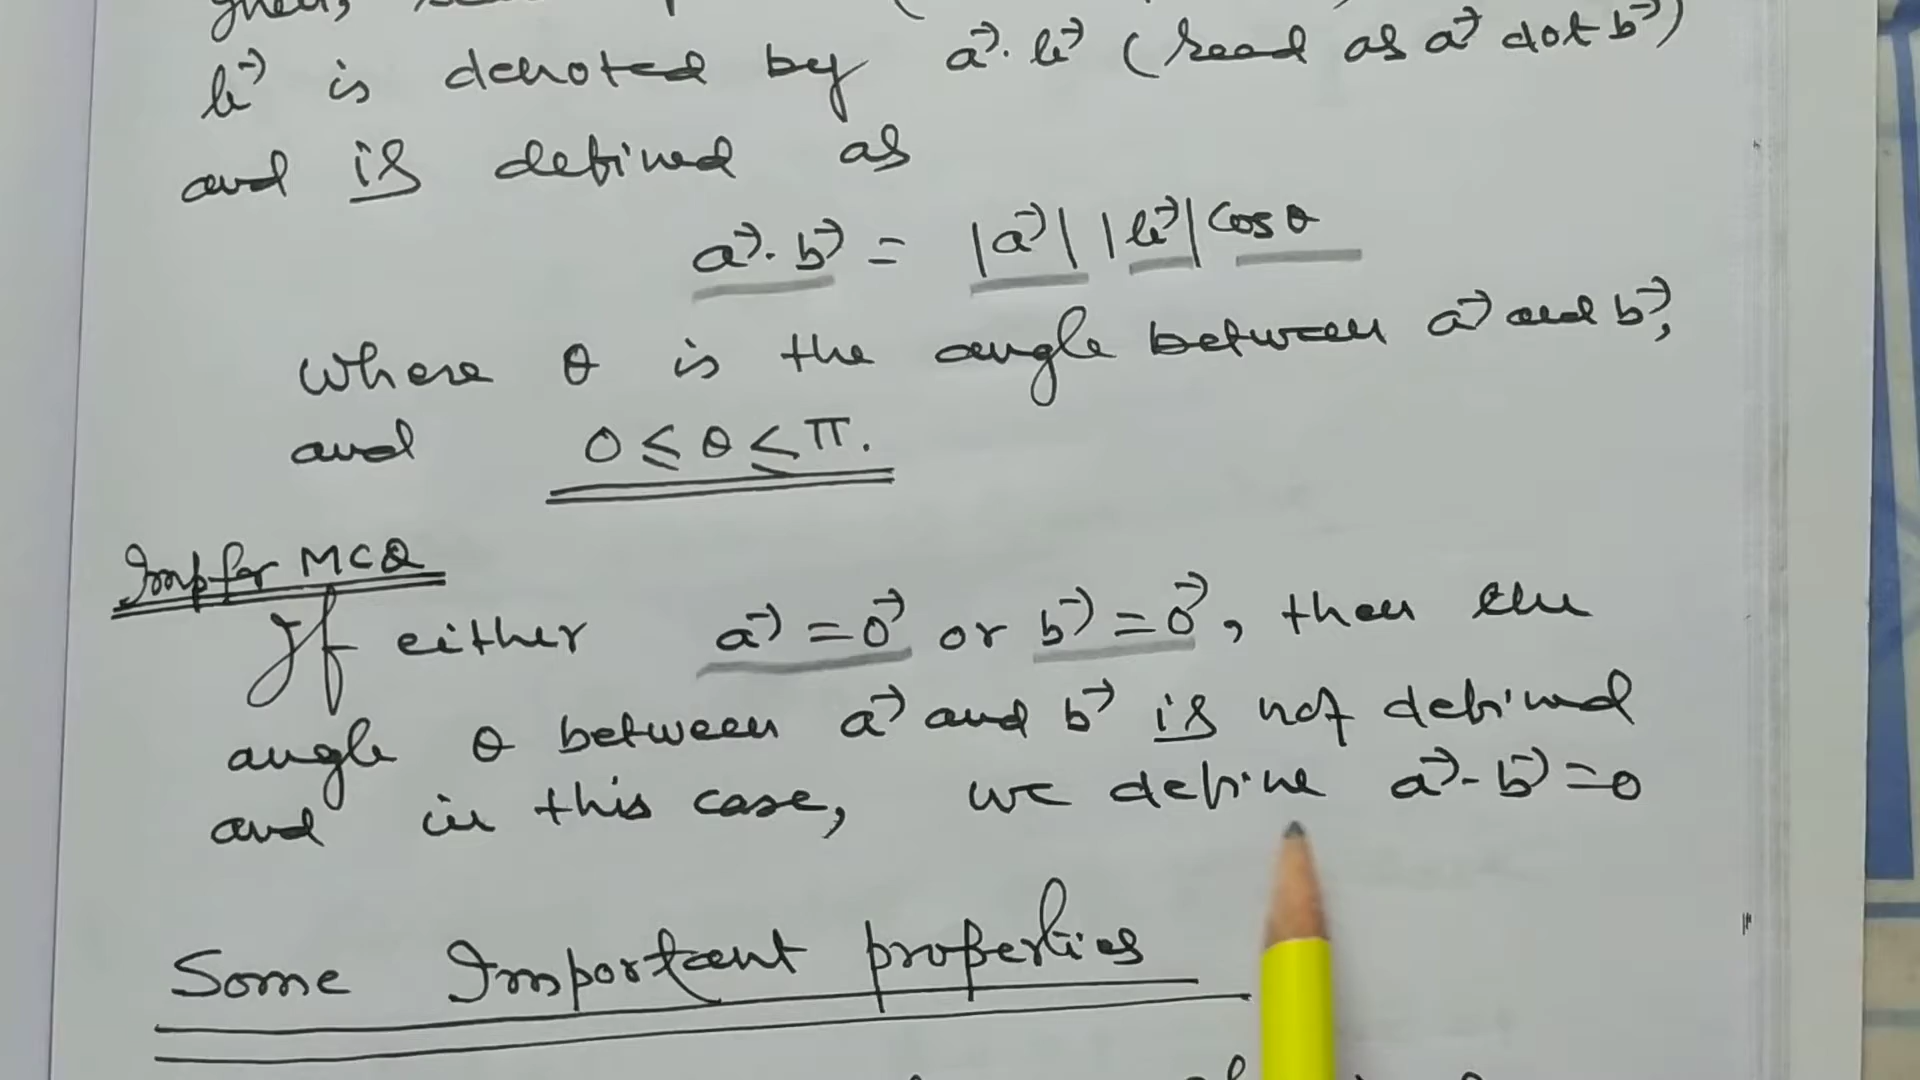 b⃗ is denoted by a⃗. b⃗ (read as a⃗ dot b⃗)
and is defined as
a⃗. b⃗ = |a⃗| |b⃗| cos θ
Where θ is the angle between a⃗ and b⃗,
and 0 ≤ θ ≤ π.
Imp for MCQ
If either a⃗ = 0⃗ or b⃗ = 0⃗, then the
angle θ between a⃗ and b⃗ is not defined
and in this case, we define a⃗. b⃗ = 0
Some Important properties